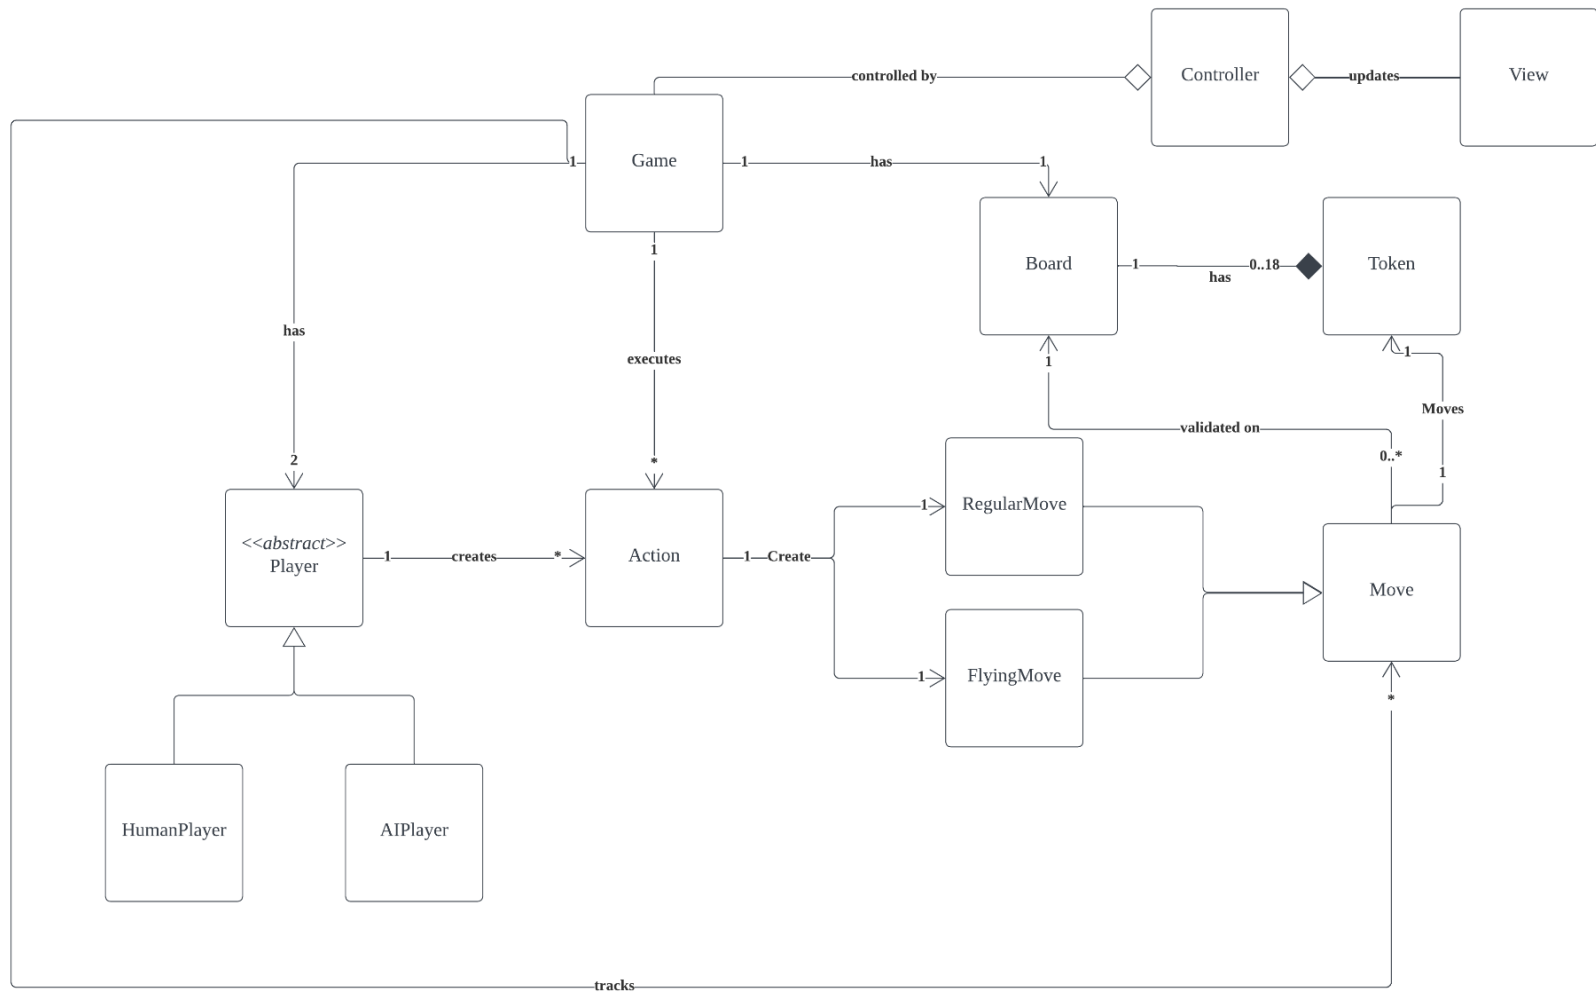 Controller
View
controlled by
updates
Game
1
1
has
1
Board
Token
1
0..18
has
1
has
executes
1
1
Moves
validated on
0..*
1
2
*
<<abstract>>
Player
1
creates
*
Action
1
Create
1
RegularMove
1
FlyingMove
Move
*
HumanPlayer
AIPlayer
tracks